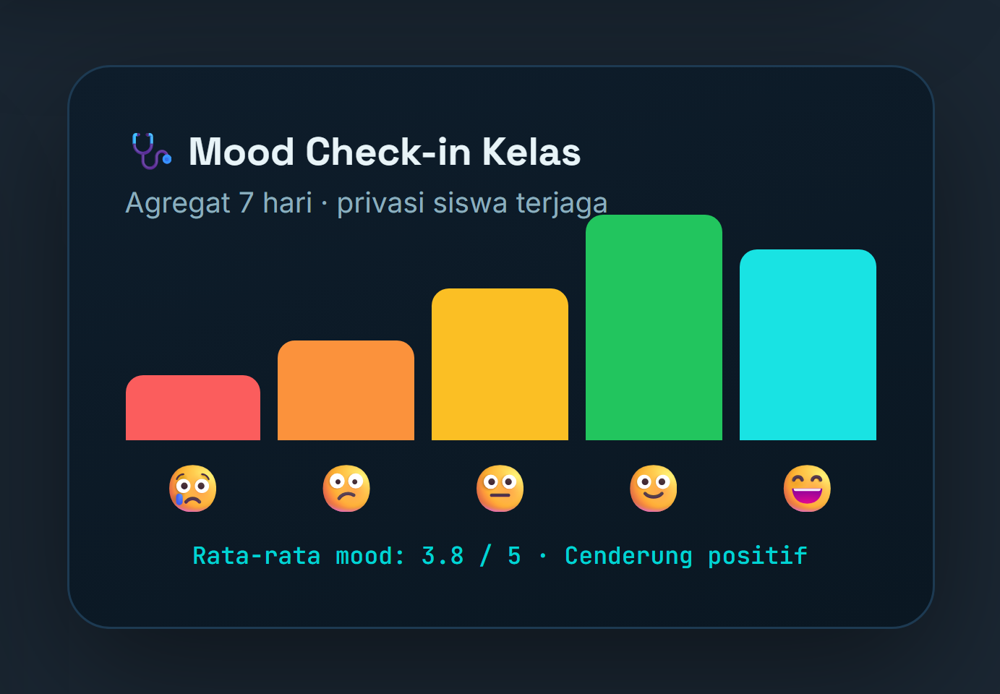 Mood Check-in Kelas
Agregat 7 hari · privasi siswa terjaga
Rata-rata mood: 3.8 / 5 · Cenderung positif